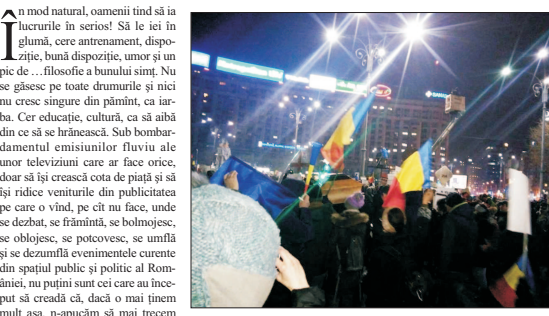 În mod natural, oamenii tind să ia
lucrurile în serios! Să le iei în
glumă, cere antrenament, dispo-
ziție, bună dispoziție, umor și un
pic de …filosofie a bunului simț. Nu
se găsesc pe toate drumurile și nici
nu cresc singure din pămînt, ca iar-
ba. Cer educație, cultură, ca să aibă
din ce să se hrănească. Sub bombar-
damentul emisiunilor fluviu ale
unor televiziuni care ar face orice,
doar să își crească cota de piață și să
își ridice veniturile din publicitatea
pe care o vînd, pe cît nu face, unde
se dezbat, se frămîntă, se bolmojesc,
se oblojesc, se potcovesc, se umflă
și se dezumflă evenimentele curente
din spațiul public și politic al Rom-
âniei, nu puțini sunt cei care au înce-
put să creadă că, dacă o mai ținem
mult așa, n-apucăm să mai trecem